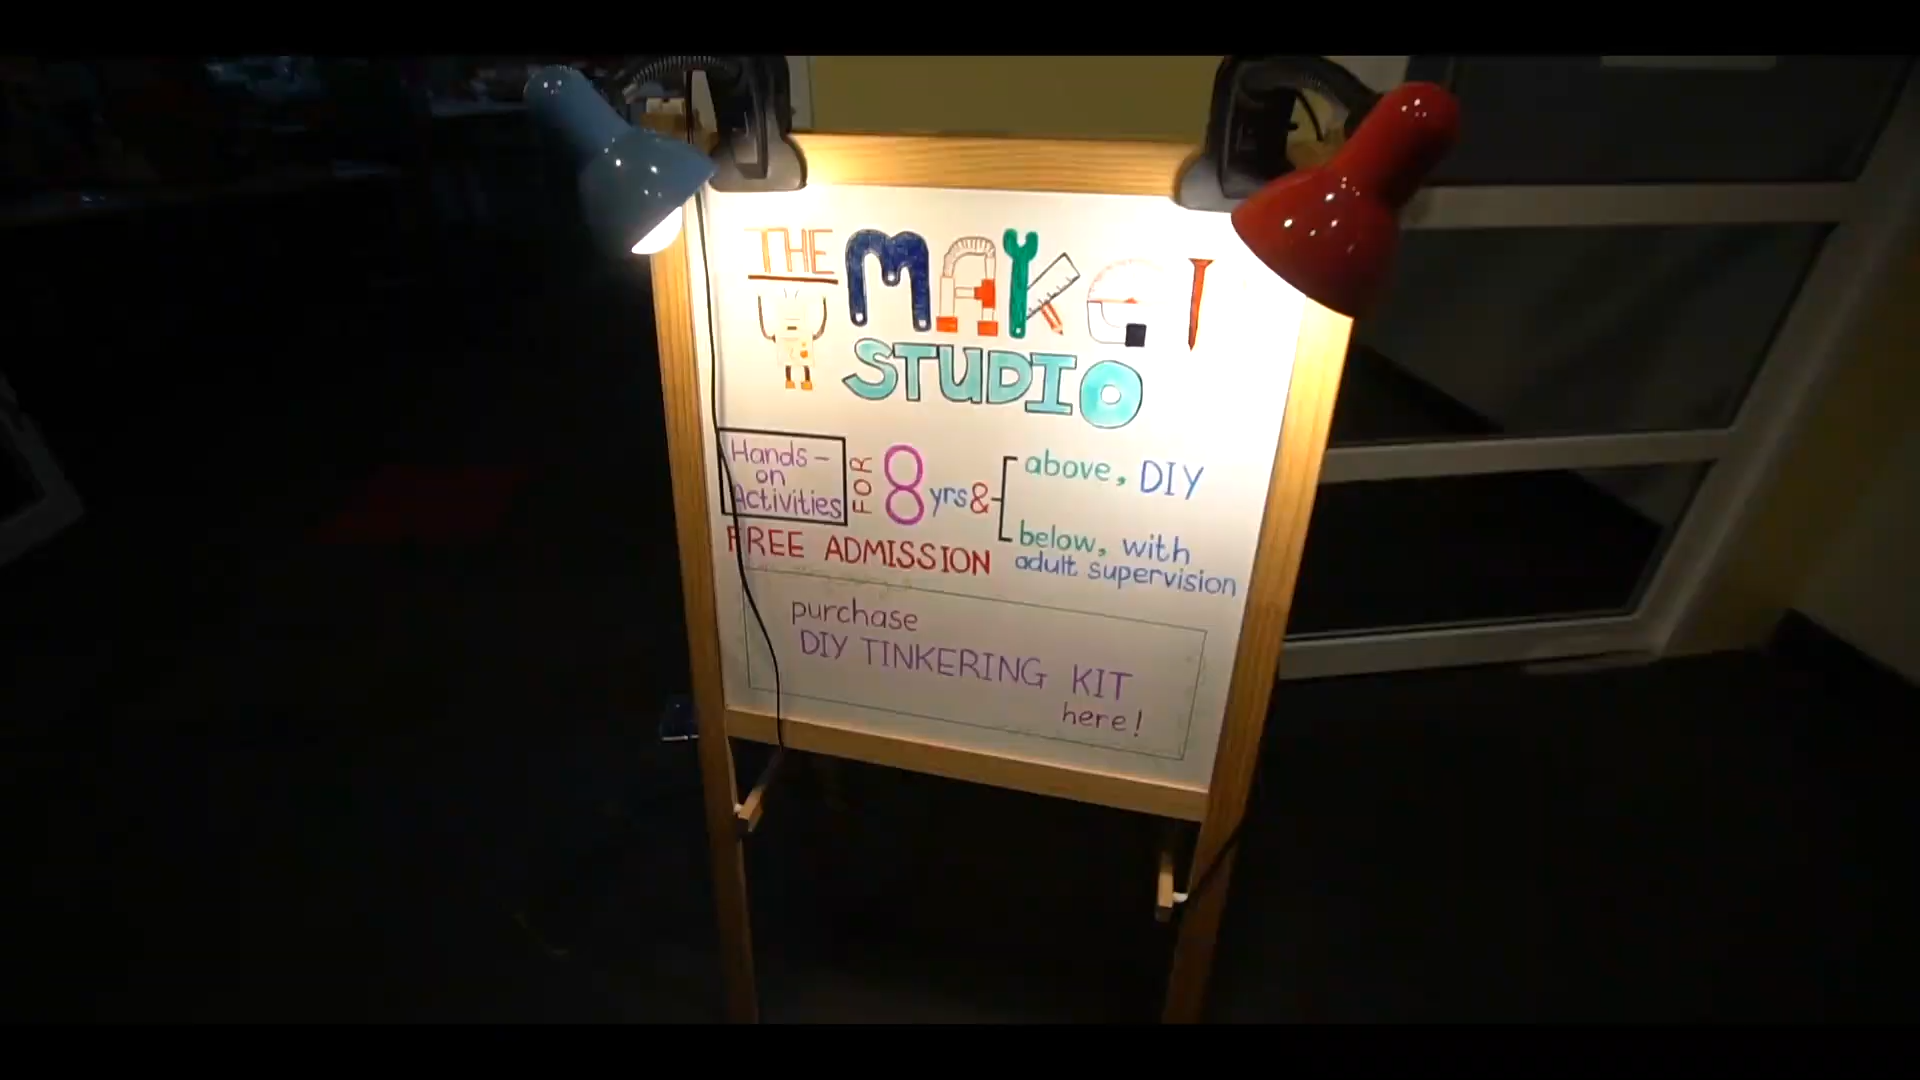 THE MAKE!
STUDIO
Hands-
on
Activities
FOR
8 yrs &
above, DIY
below, with
adult supervision
FREE ADMISSION
purchase
DIY TINKERING KIT
here!